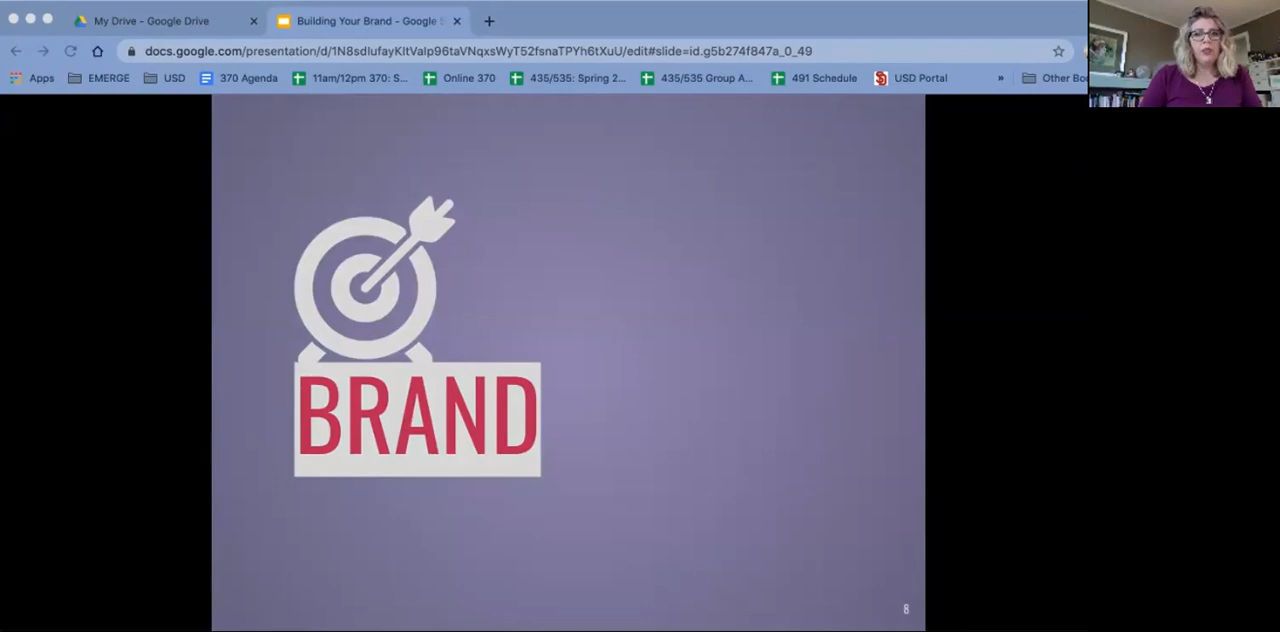 My Drive - Google Drive
Building Your Brand - Google
docs.google.com/presentation/d/1N8sdlufayKltValp96taVNqxsWyT52fsnaTPYh6tXuU/edit#slide=id.g5b274f847a_0_49
Apps EMERGE USD 370 Agenda 11am/12pm 370: S... Online 370 435/535: Spring 2... 435/535 Group A... 491 Schedule USD Portal » Other Boo
BRAND
8